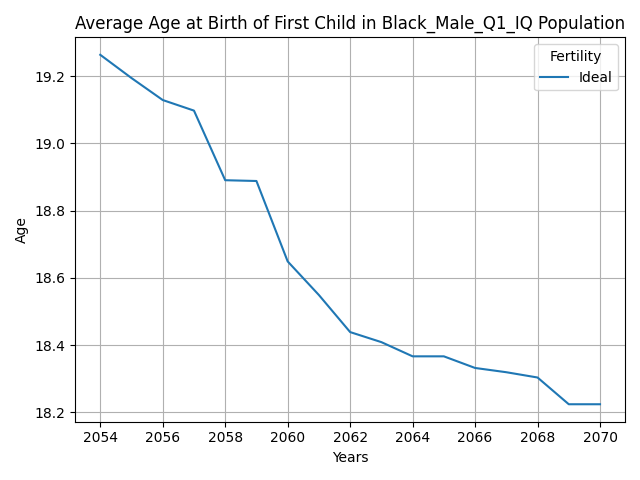 Average Age at Birth of First Child in Black_Male_Q1_IQ Population
Fertility
Ideal
19.2
19.0
18.8
18.6
18.4
18.2
Age
2054 2056 2058 2060 2062 2064 2066 2068 2070
Years